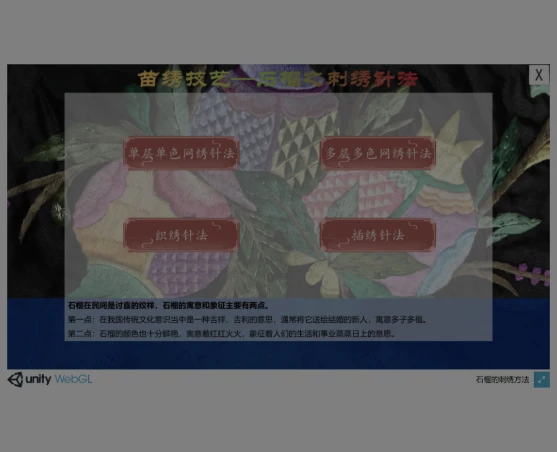 苗绣技艺—石榴之刺绣针法
X
单层单色网绣针法
多层多色网绣针法
织绣针法
插绣针法
石榴在民间是讨喜的纹样，石榴的寓意和象征主要有两点。
第一点：在我国传统文化意识当中是一种吉祥、吉利的意思，通常将它送给结婚的新人，寓意多子多福。
第二点：石榴的颜色也十分鲜艳，寓意着红红火火，象征着人们的生活和事业蒸蒸日上的意思。
unity WebGL
石榴的刺绣方法